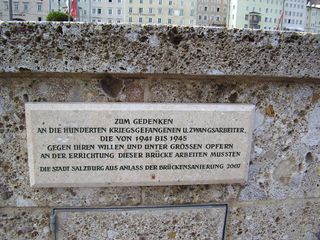 ZUM GEDENKEN
AN DIE HUNDERTEN KRIEGSGEFANGENEN U. ZWANGSARBEITER,
DIE VON 1941 BIS 1945
GEGEN IHREN WILLEN UND UNTER GROSSEN OPFERN
AN DER ERRICHTUNG DIESER BRÜCKE ARBEITEN MUSSTEN
DIE STADT SALZBURG AUS ANLASS DER BRÜCKENSANIERUNG 2007